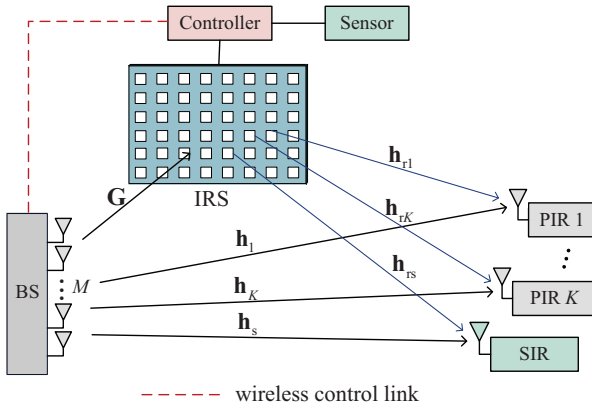 Controller
Sensor
IRS
G
h_r1
h_rK
h_rs
h_1
h_K
h_s
BS
M
PIR 1
PIR K
SIR
wireless control link